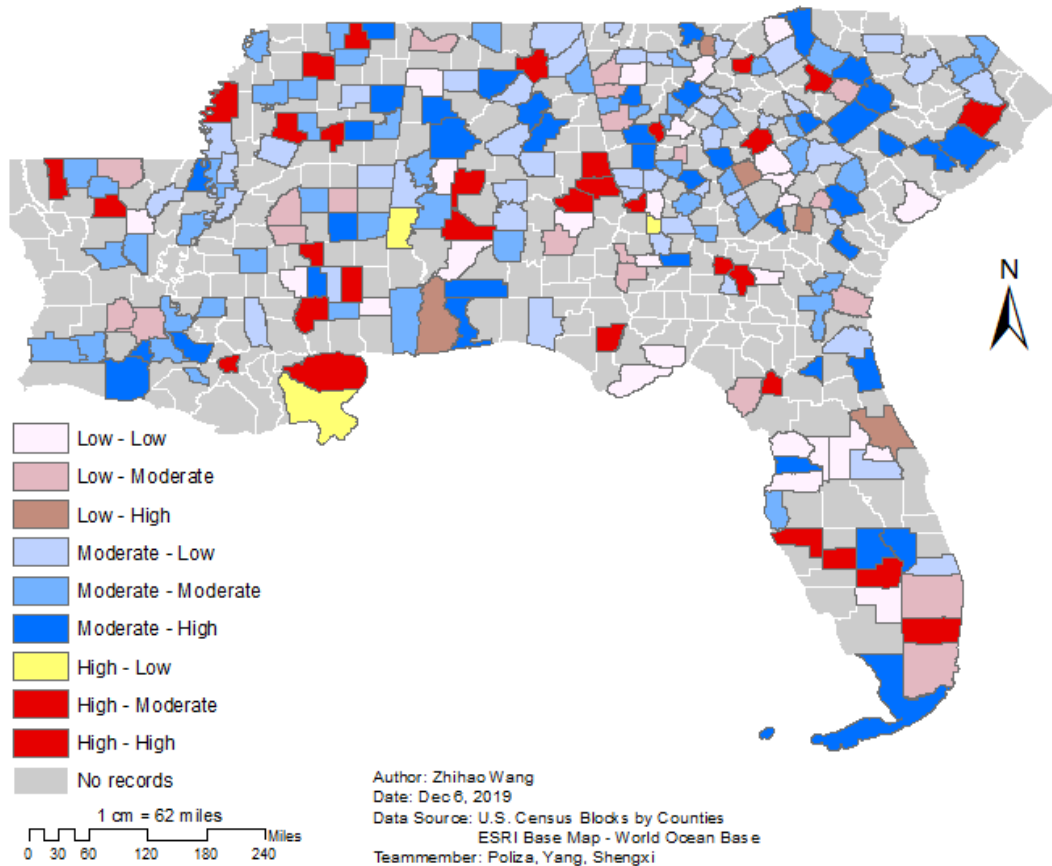 N
Low - Low
Low - Moderate
Low - High
Moderate - Low
Moderate - Moderate
Moderate - High
High - Low
High - Moderate
High - High
No records
1 cm = 62 miles
Miles
0 30 60 120 180 240
Author: Zhihao Wang
Date: Dec 6, 2019
Data Source: U.S. Census Blocks by Counties
ESRI Base Map - World Ocean Base
Teammember: Poliza, Yang, Shengxi